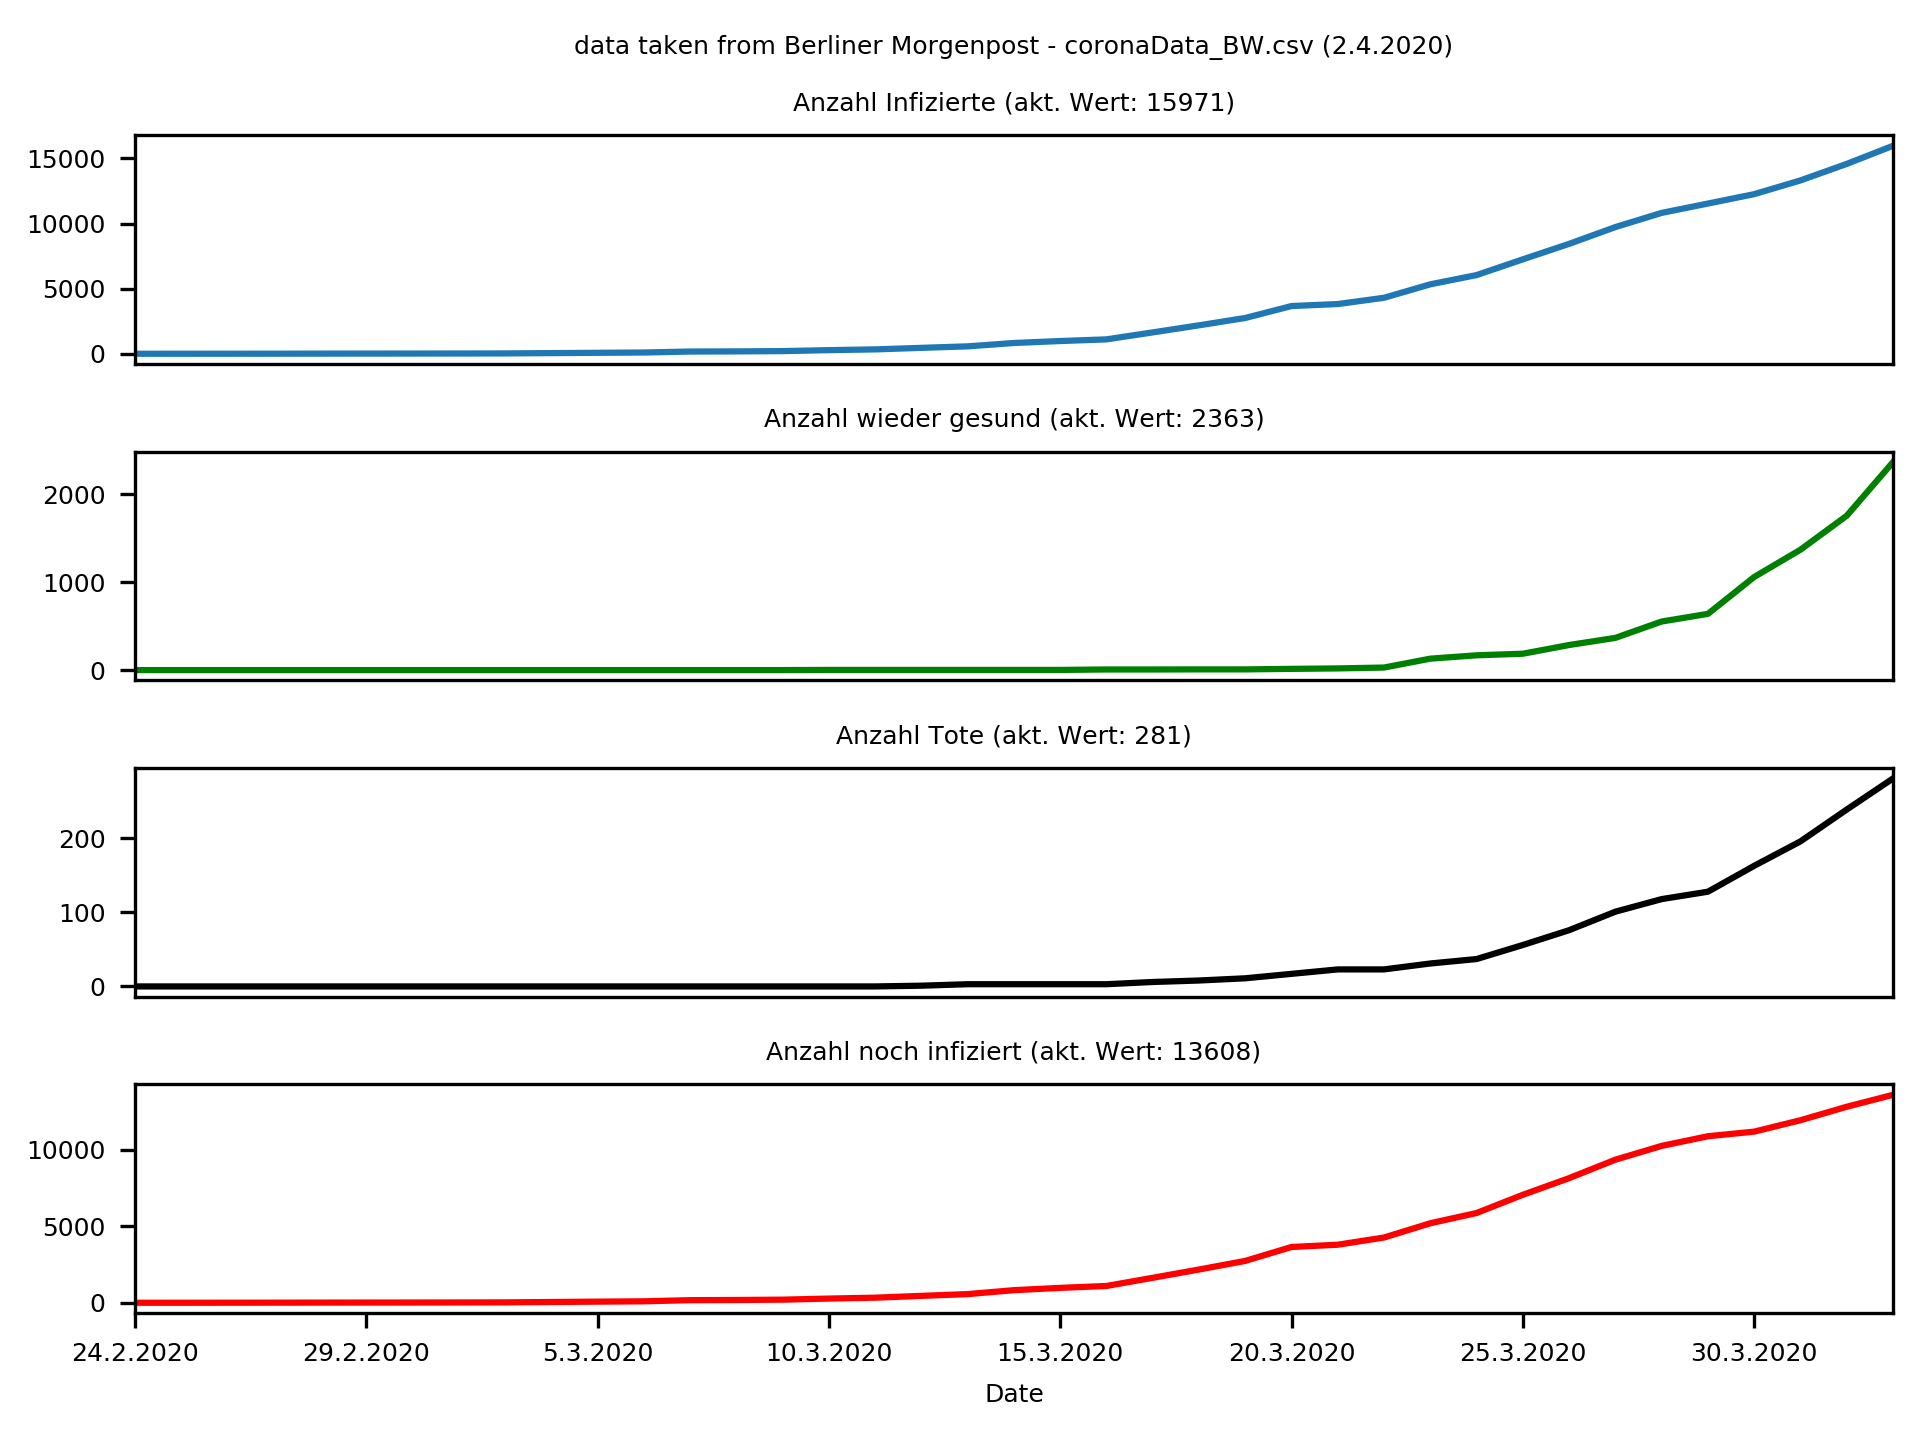 data taken from Berliner Morgenpost - coronaData_BW.csv (2.4.2020)
Anzahl Infizierte (akt. Wert: 15971)
15000
10000
5000
0
Anzahl wieder gesund (akt. Wert: 2363)
2000
1000
0
Anzahl Tote (akt. Wert: 281)
200
100
0
Anzahl noch infiziert (akt. Wert: 13608)
10000
5000
0
24.2.2020 29.2.2020 5.3.2020 10.3.2020 15.3.2020 20.3.2020 25.3.2020 30.3.2020
Date